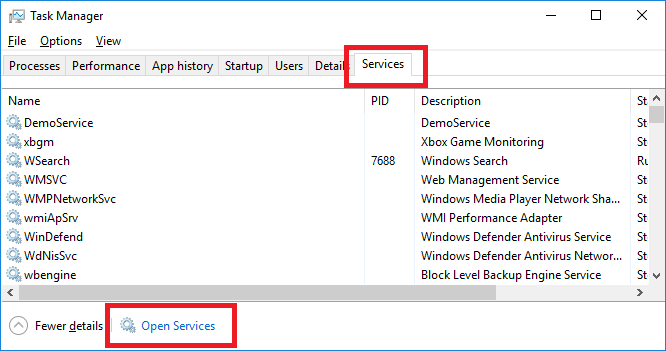 Task Manager
File Options View
Processes Performance App history Startup Users Details Services
Name PID Description St
DemoService DemoService St
xbgm Xbox Game Monitoring St
WSearch 7688 Windows Search Ru
WMSVC Web Management Service St
WMPNetworkSvc Windows Media Player Network Sha... St
wmiApSrv WMI Performance Adapter St
WinDefend Windows Defender Antivirus Service St
WdNisSvc Windows Defender Antivirus Networ... St
wbengine Block Level Backup Engine Service St
Fewer details Open Services